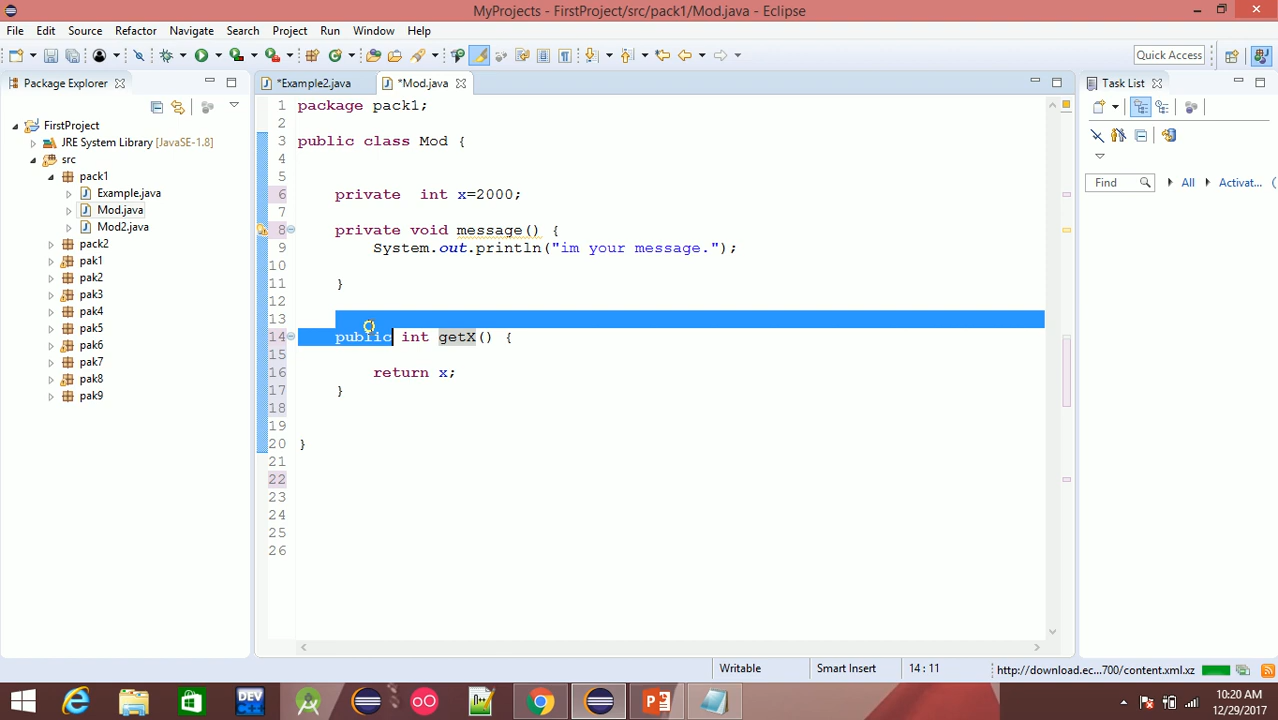 MyProjects - FirstProject/src/pack1/Mod.java - Eclipse
File Edit Source Refactor Navigate Search Project Run Window Help
Quick Access
Package Explorer
*Example2.java
*Mod.java
Task List
FirstProject
JRE System Library [JavaSE-1.8]
src
pack1
Example.java
Mod.java
Mod2.java
pack2
pak1
pak2
pak3
pak4
pak5
pak6
pak7
pak8
pak9
1 package pack1;
2
3 public class Mod {
4
5
6 private int x=2000;
7
8 private void message() {
9 System.out.println("im your message.");
10
11 }
12
13
14 public int getX() {
15
16 return x;
17 }
18
19
20 }
21
22
23
24
25
26
Find All Activat...
Writable Smart Insert 14 : 11 http://download.ec...700/content.xml.xz
DEV
10:20 AM
12/29/2017